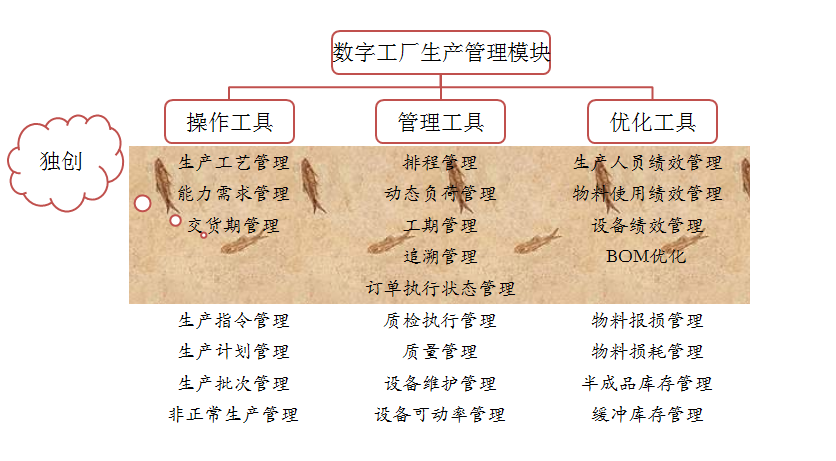 数字工厂生产管理模块
操作工具
管理工具
优化工具
独创
生产工艺管理
排程管理
生产人员绩效管理
能力需求管理
动态负荷管理
物料使用绩效管理
交货期管理
工期管理
设备绩效管理
追溯管理
BOM优化
订单执行状态管理
生产指令管理
质检执行管理
物料报损管理
生产计划管理
质量管理
物料损耗管理
生产批次管理
设备维护管理
半成品库存管理
非正常生产管理
设备可动率管理
缓冲库存管理